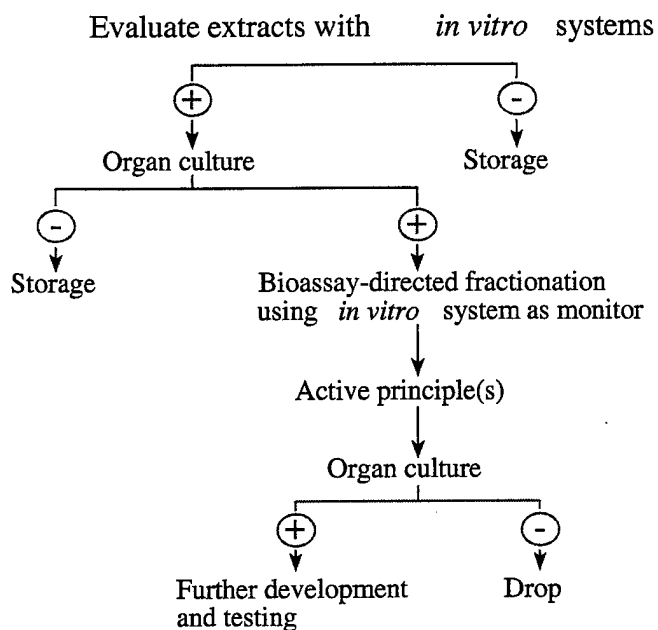 Evaluate extracts with in vitro systems
+ -
Organ culture Storage
- +
Storage Bioassay-directed fractionation
using in vitro system as monitor
Active principle(s)
Organ culture
+ -
Further development Drop
and testing